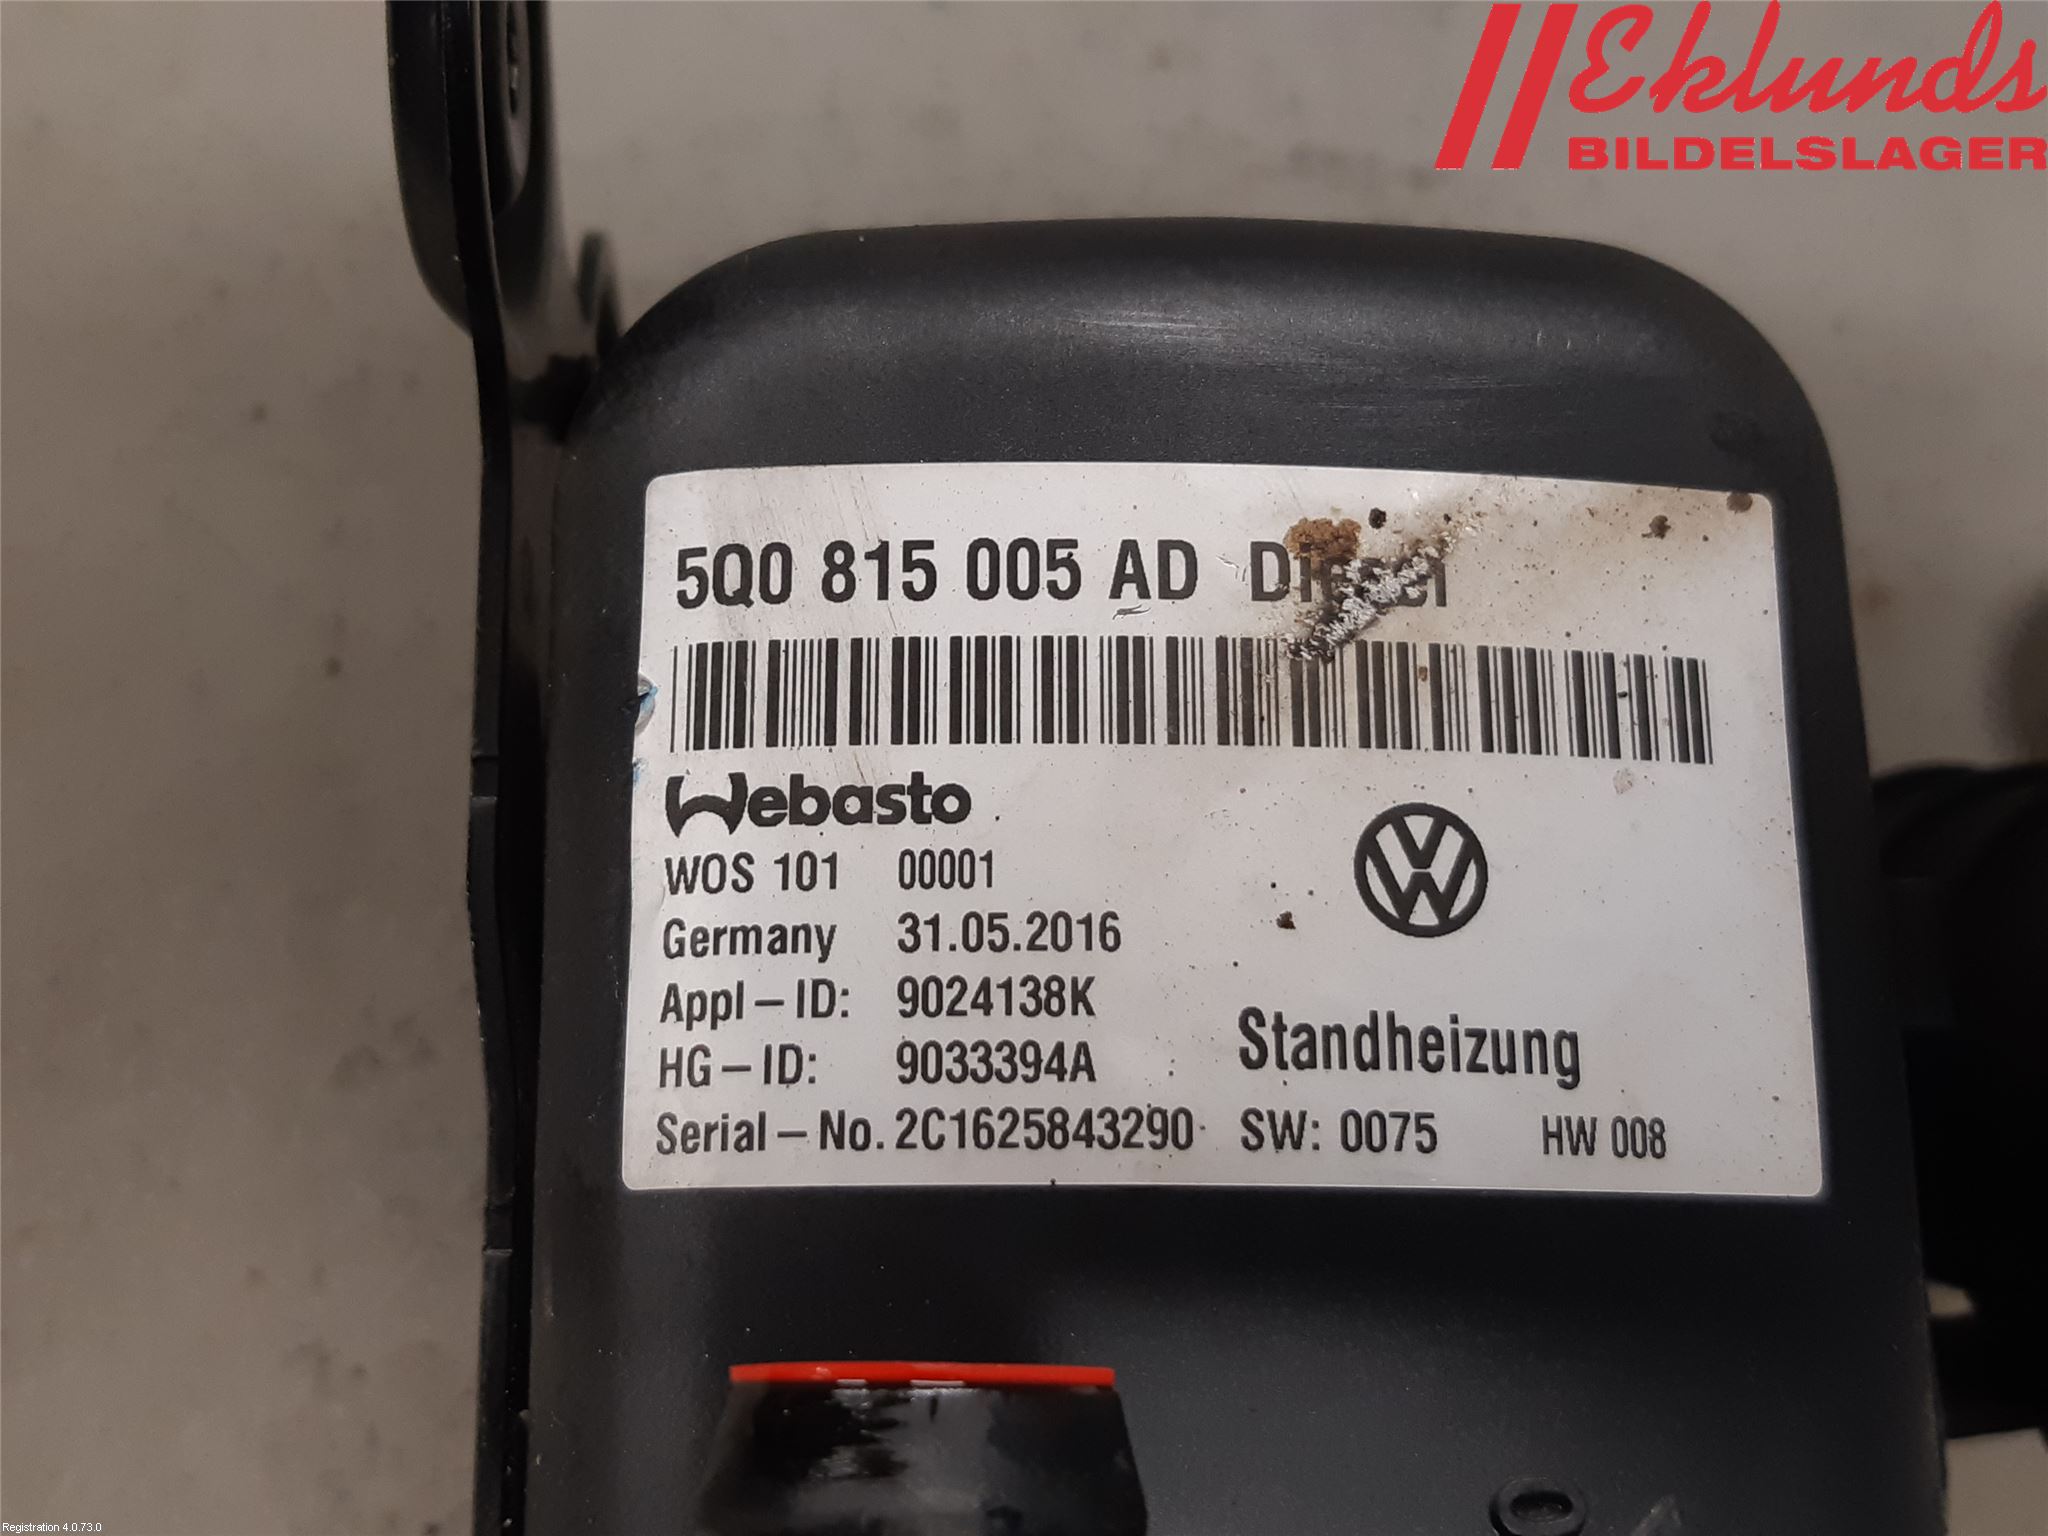 Eklunds
BILDELSLAGER
5Q0 815 005 AD Diesel
Webasto
WOS 101 00001
Germany 31.05.2016
Appl-ID: 9024138K
HG-ID: 9033394A
Standheizung
Serial-No. 2C1625843290 SW: 0075 HW 008
Registration 4.0.73.0